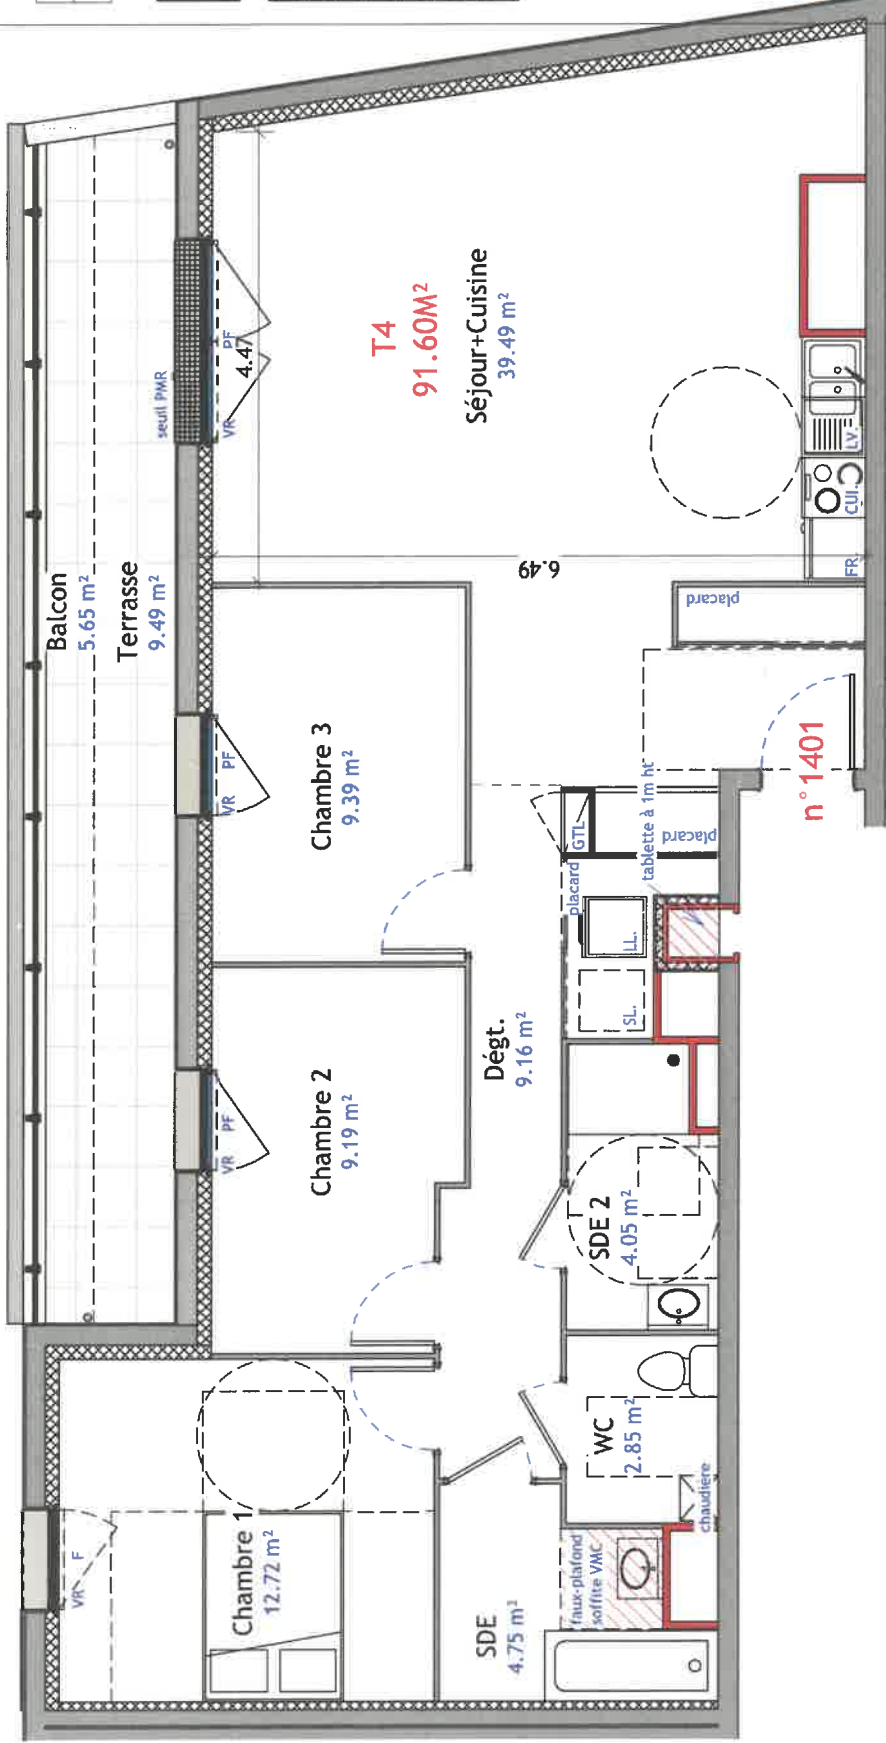 Balcon
5.65 m²
Terrasse
9.49 m²
seuil PMR
VR
PF
4.47
T4
91.60M²
Séjour+Cuisine
39.49 m²
6.49
FR.
CUI.
LV.
placard
Chambre 3
9.39 m²
VR
PF
n°1401
tablette à 1m ht
placard
GTL
placard
LL.
SL.
Dégt.
9.16 m²
Chambre 2
9.19 m²
VR
PF
SDE 2
4.05 m²
WC
2.85 m²
chaudière
Chambre 1
12.72 m²
VR
F
SDE
4.75 m²
faux-plafond
soffite VMC